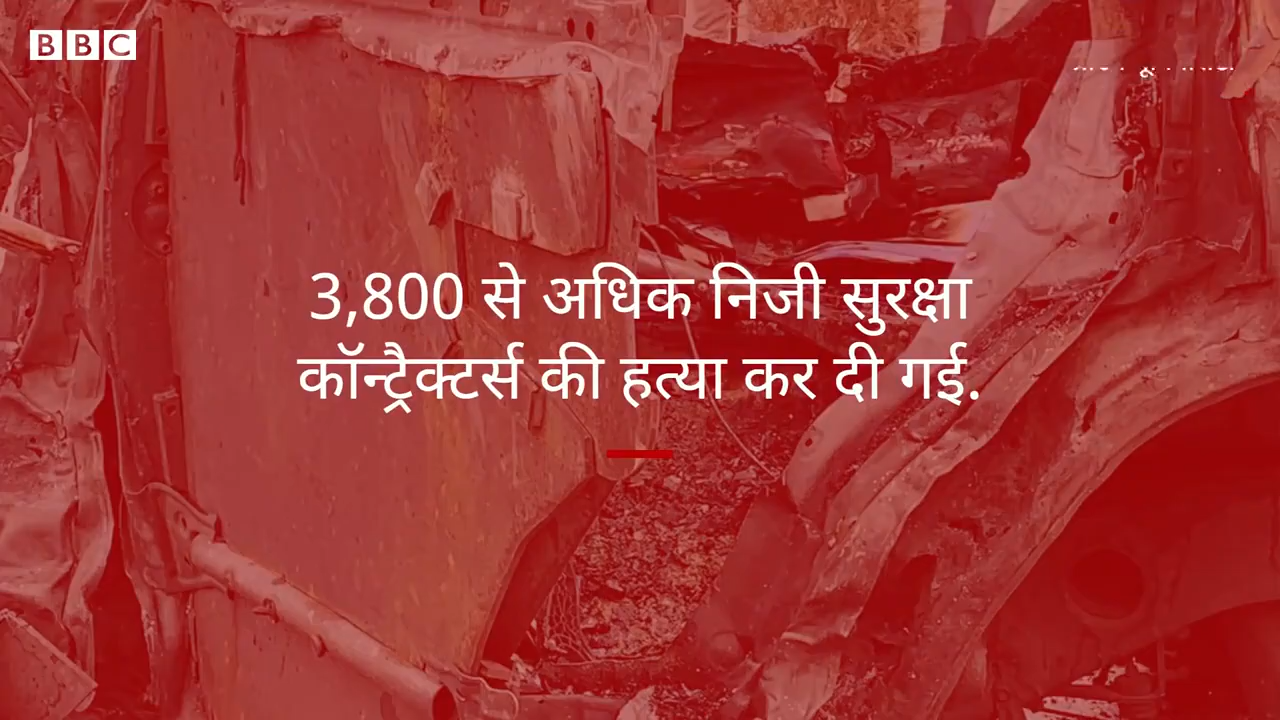 BBC
3,800 से अधिक निजी सुरक्षा
कॉन्ट्रैक्टर्स की हत्या कर दी गई.